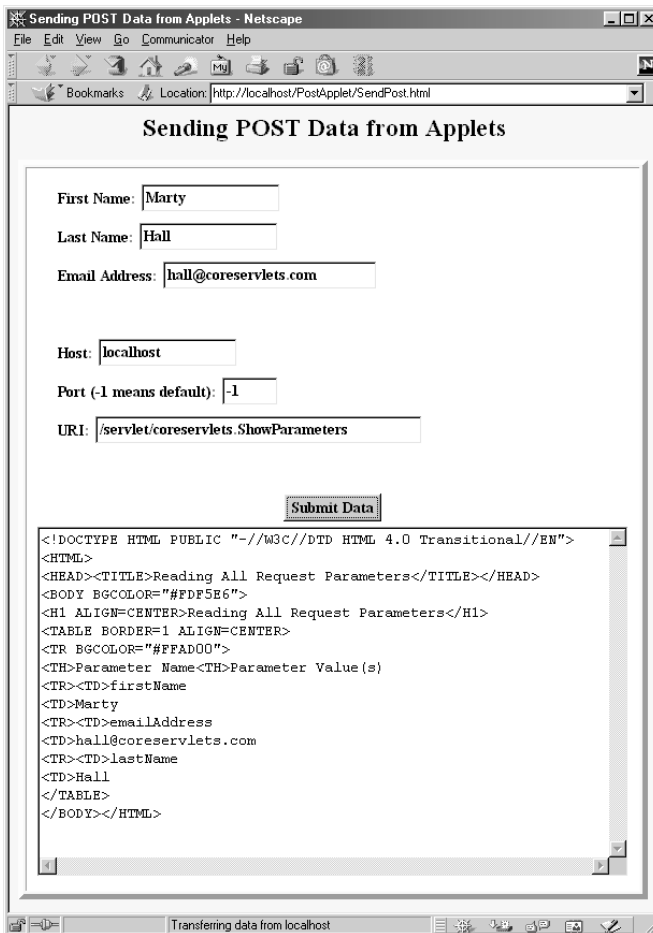 Sending POST Data from Applets - Netscape
File Edit View Go Communicator Help
My
N
Bookmarks Location: http://localhost/PostApplet/SendPost.html
Sending POST Data from Applets
First Name: Marty
Last Name: Hall
Email Address: hall@coreservlets.com
Host: localhost
Port (-1 means default): -1
URI: /servlet/coreservlets.ShowParameters
Submit Data
<!DOCTYPE HTML PUBLIC "-//W3C//DTD HTML 4.0 Transitional//EN">
<HTML>
<HEAD><TITLE>Reading All Request Parameters</TITLE></HEAD>
<BODY BGCOLOR="#FDF5E6">
<H1 ALIGN=CENTER>Reading All Request Parameters</H1>
<TABLE BORDER=1 ALIGN=CENTER>
<TR BGCOLOR="#FFAD00">
<TH>Parameter Name<TH>Parameter Value(s)
<TR><TD>firstName
<TD>Marty
<TR><TD>emailAddress
<TD>hall@coreservlets.com
<TR><TD>lastName
<TD>Hall
</TABLE>
</BODY></HTML>
Transferring data from localhost